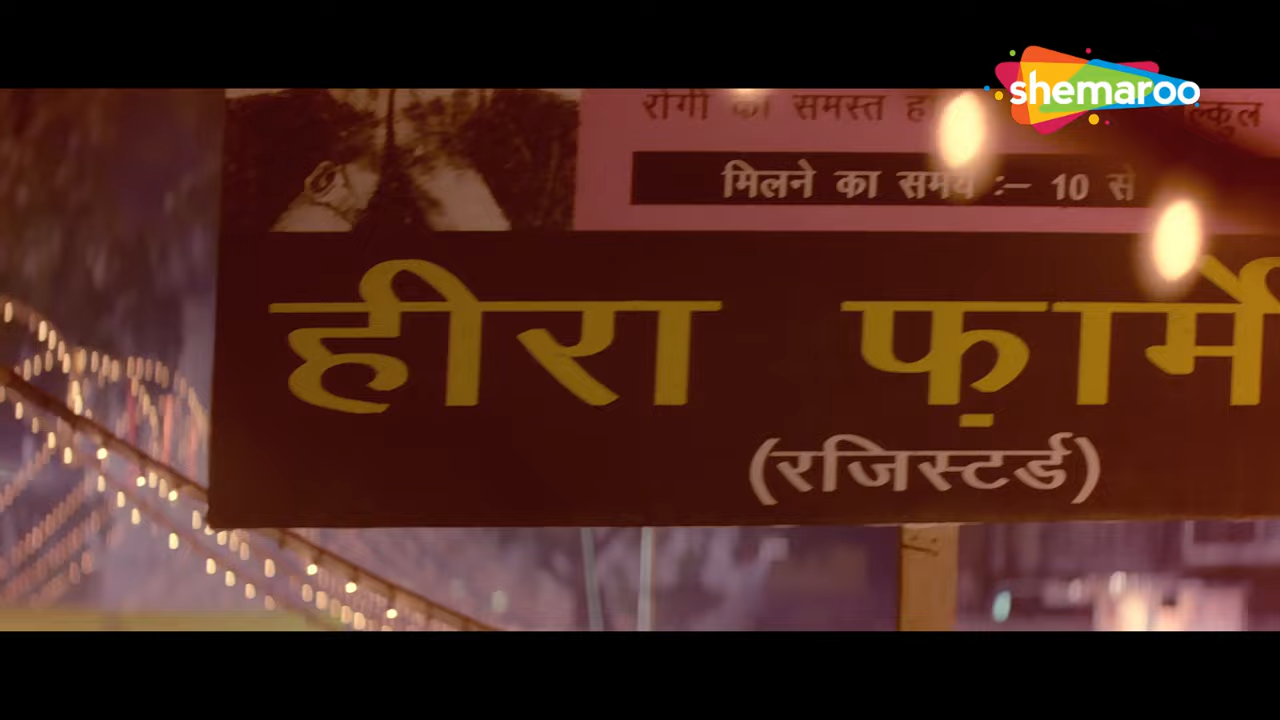 shemaroo
रोगी का समस्त
मिलने का समय :– 10 से
हीरा फ़ार्मे
(रजिस्टर्ड)